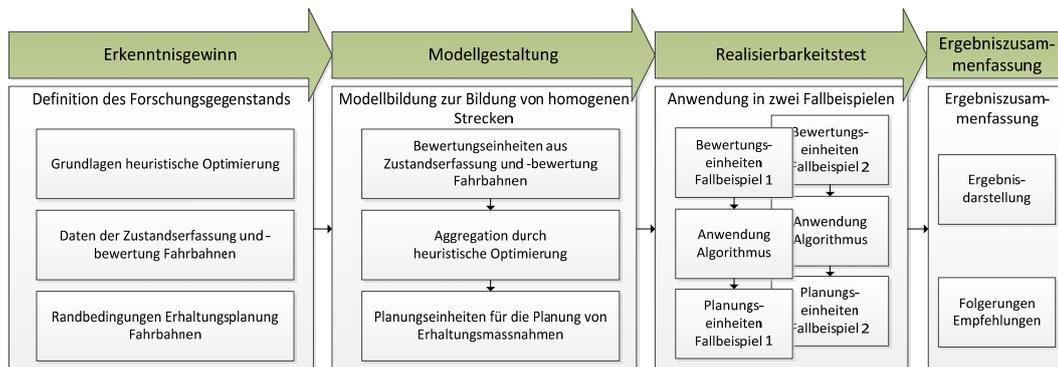 Erkenntnisgewinn
Modellgestaltung
Realisierbarkeitstest
Ergebniszusam-
menfassung
Definition des Forschungsgegenstands
Grundlagen heuristische Optimierung
Daten der Zustandserfassung und-
bewertung Fahrbahnen
Randbedingungen Erhaltungsplanung
Fahrbahnen
Modellbildung zur Bildung von homogenen
Strecken
Bewertungseinheiten aus
Zustandserfassung und -bewertung
Fahrbahnen
Aggregation durch
heuristische Optimierung
Planungseinheiten für die Planung von
Erhaltungsmassnahmen
Anwendung in zwei Fallbeispielen
Bewertungs-
einheiten
Fallbeispiel 1
Anwendung
Algorithmus
Planungs-
einheiten
Fallbeispiel 1
Bewertungs-
einheiten
Fallbeispiel 2
Anwendung
Algorithmus
Planungs-
einheiten
Fallbeispiel 2
Ergebniszusam-
menfassung
Ergebnis-
darstellung
Folgerungen
Empfehlungen